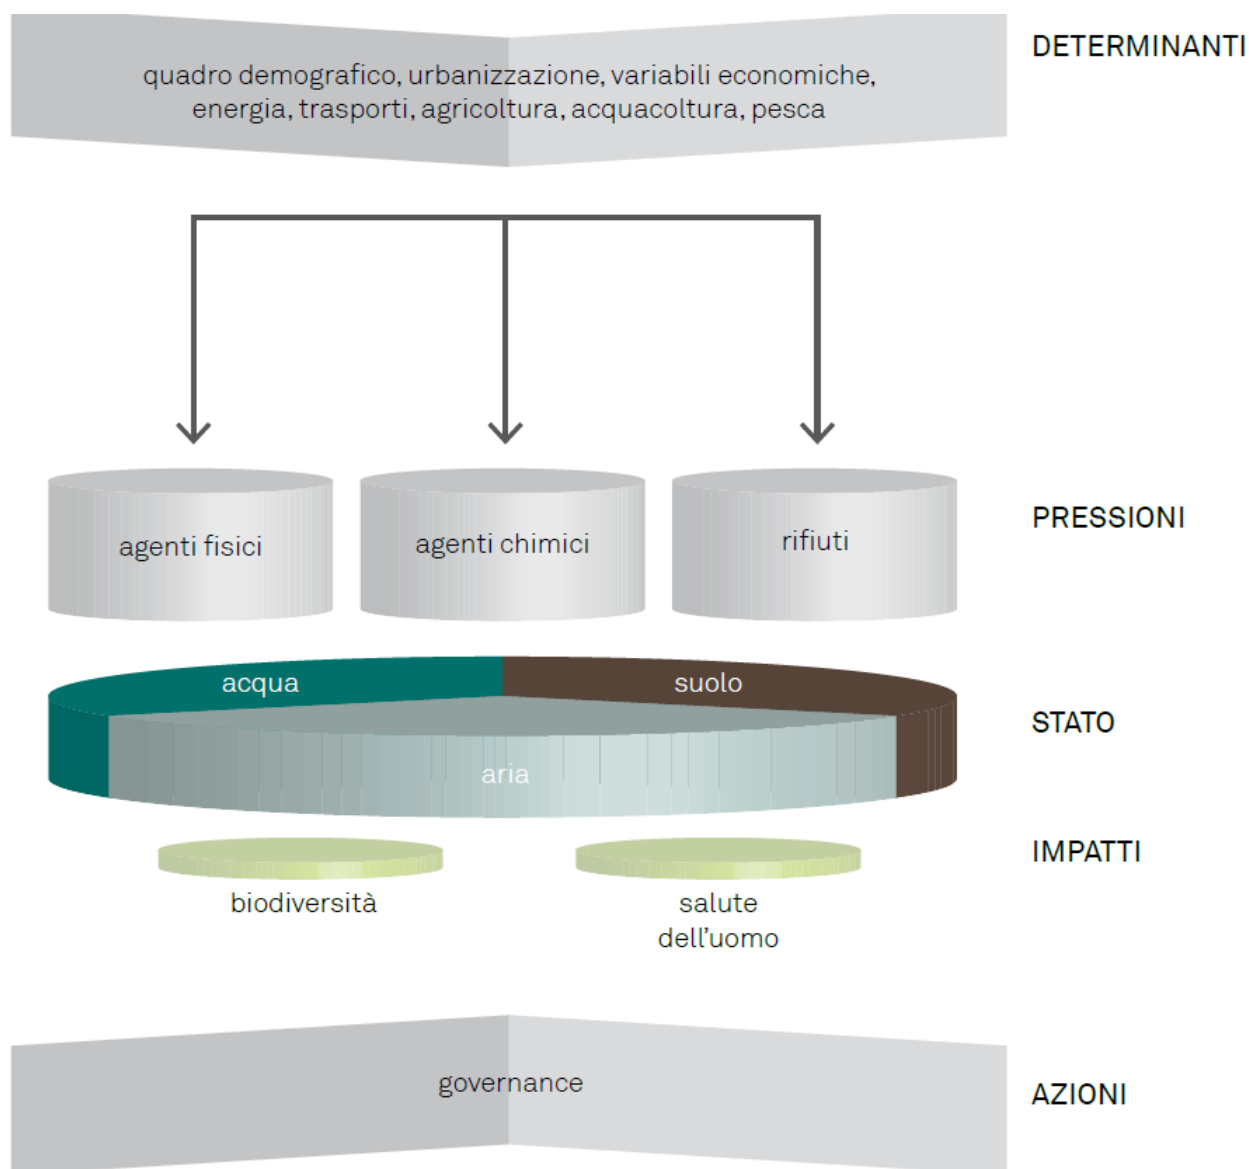 DETERMINANTI
quadro demografico, urbanizzazione, variabili economiche,
energia, trasporti, agricoltura, acquacoltura, pesca
PRESSIONI
agenti fisici
agenti chimici
rifiuti
STATO
acqua
suolo
aria
IMPATTI
biodiversità
salute
dell'uomo
AZIONI
governance